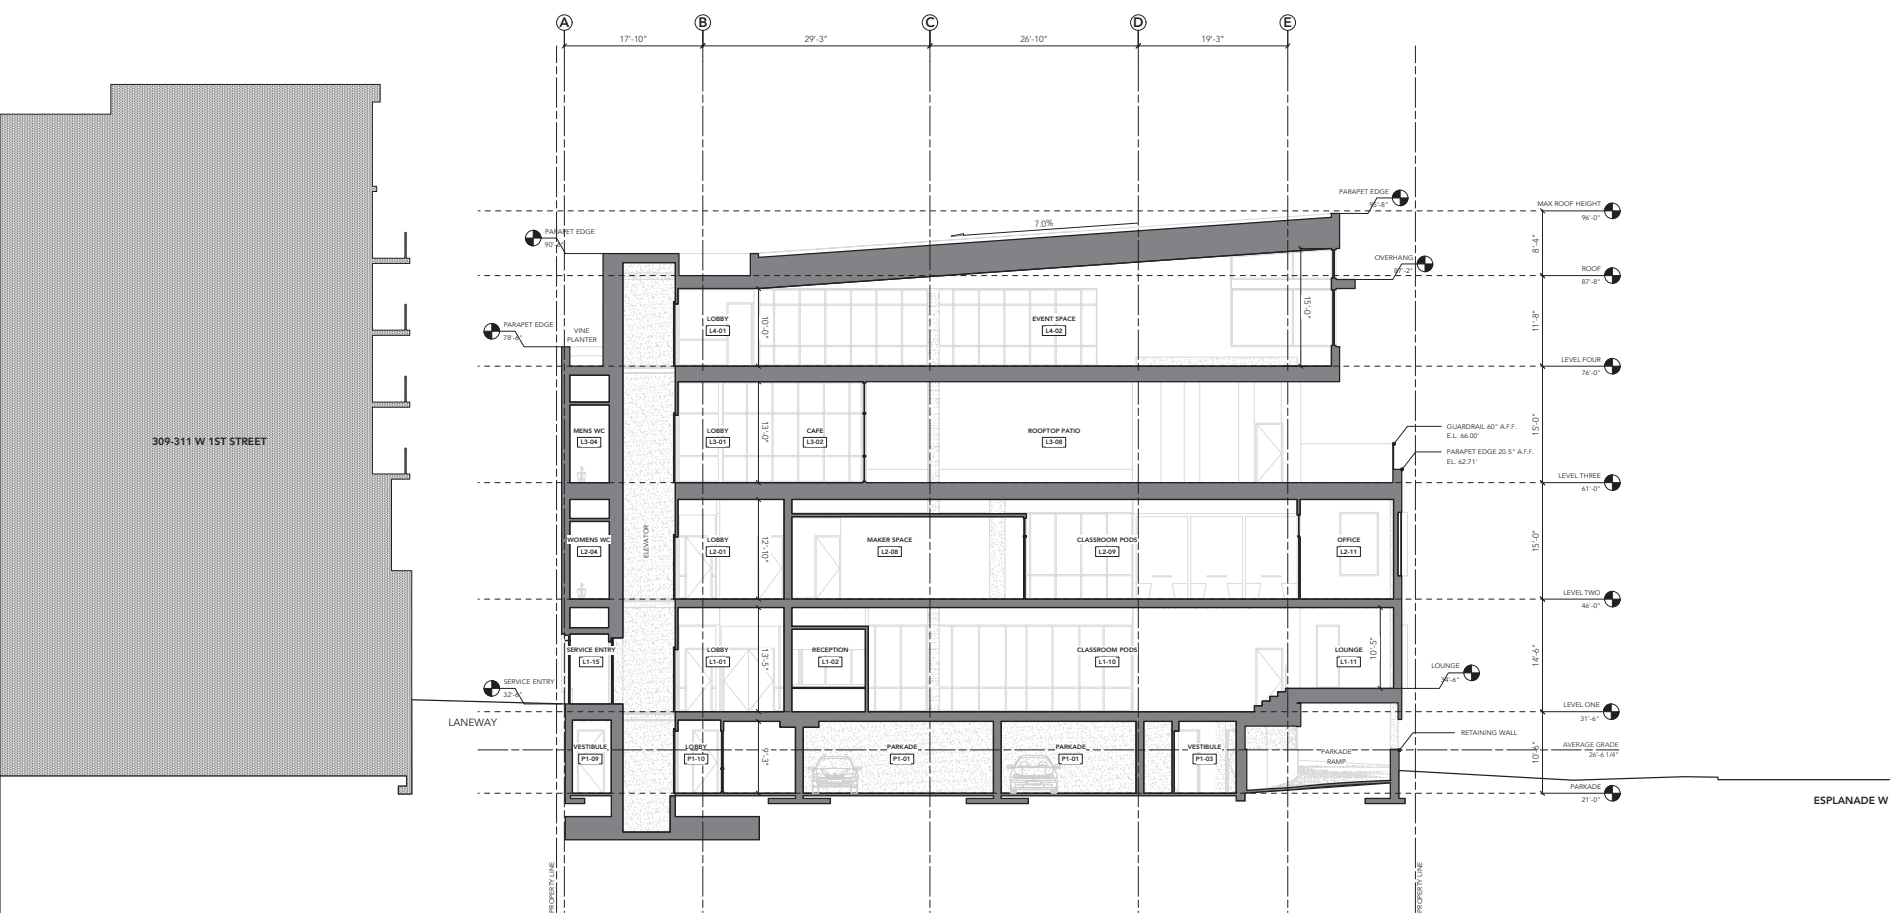 A
B
C
D
E
17'-10"
29'-3"
26'-10"
19'-3"
PARAPET EDGE
95'-8"
MAX ROOF HEIGHT
96'-0"
7.0%
PARAPET EDGE
8'-4"
OVERHANG
87'-2"
ROOF
87'-8"
LOBBY
L4-01
10'-0"
EVENT SPACE
L4-02
15'-0"
11'-8"
PARAPET EDGE
78'-6"
VINE
PLANTER
LEVEL FOUR
76'-0"
309-311 W 1ST STREET
MENS WC
L3-04
LOBBY
L3-01
13'-0"
CAFE
L3-02
ROOFTOP PATIO
L3-08
15'-0"
GUARDRAIL 60" A.F.F.
E.L. 66.00'
PARAPET EDGE 20.5" A.F.F.
EL. 62.71'
LEVEL THREE
61'-0"
ELEVATOR
WOMENS WC
L2-04
LOBBY
L2-01
12'-10"
MAKER SPACE
L2-08
CLASSROOM PODS
L2-09
OFFICE
L2-11
15'-0"
LEVEL TWO
46'-0"
SERVICE ENTRY
L1-15
LOBBY
L1-01
13'-5"
RECEPTION
L1-02
CLASSROOM PODS
L1-10
LOUNGE
L1-11
10'-5"
14'-6"
LOUNGE
34'-6"
SERVICE ENTRY
32'-6"
LANEWAY
LEVEL ONE
31'-6"
RETAINING WALL
VESTIBULE
P1-09
LOBBY
P1-10
9'-3"
PARKADE
P1-01
PARKADE
P1-01
VESTIBULE
P1-03
PARKADE
RAMP
10'-6"
AVERAGE GRADE
26'-6 1/4"
PARKADE
21'-0"
ESPLANADE W
PROPERTY LINE
PROPERTY LINE